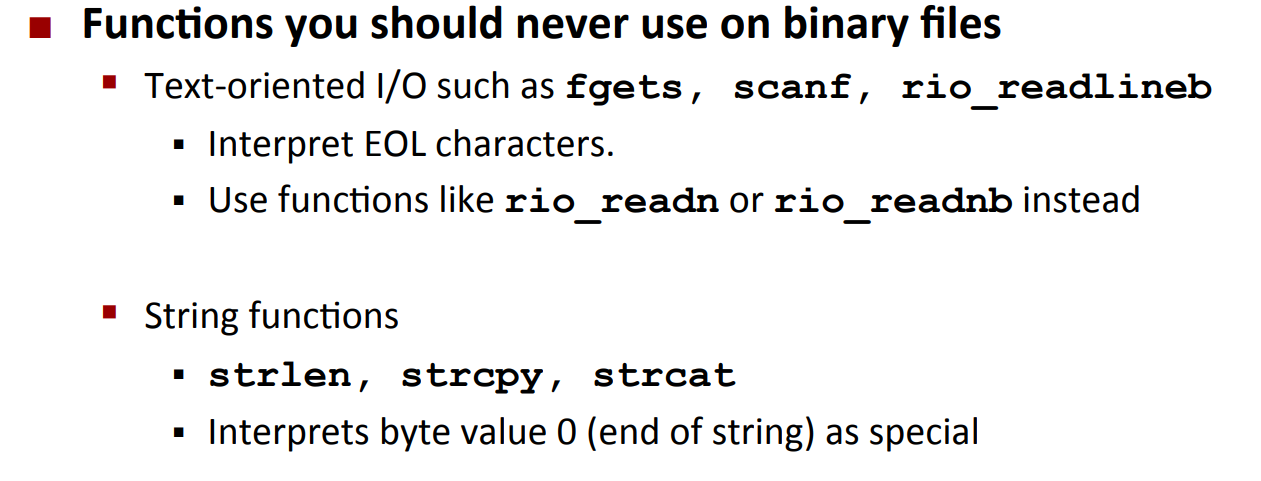 Functions you should never use on binary files
Text-oriented I/O such as fgets, scanf, rio_readlineb
Interpret EOL characters.
Use functions like rio_readn or rio_readnb instead
String functions
strlen, strcpy, strcat
Interprets byte value 0 (end of string) as special